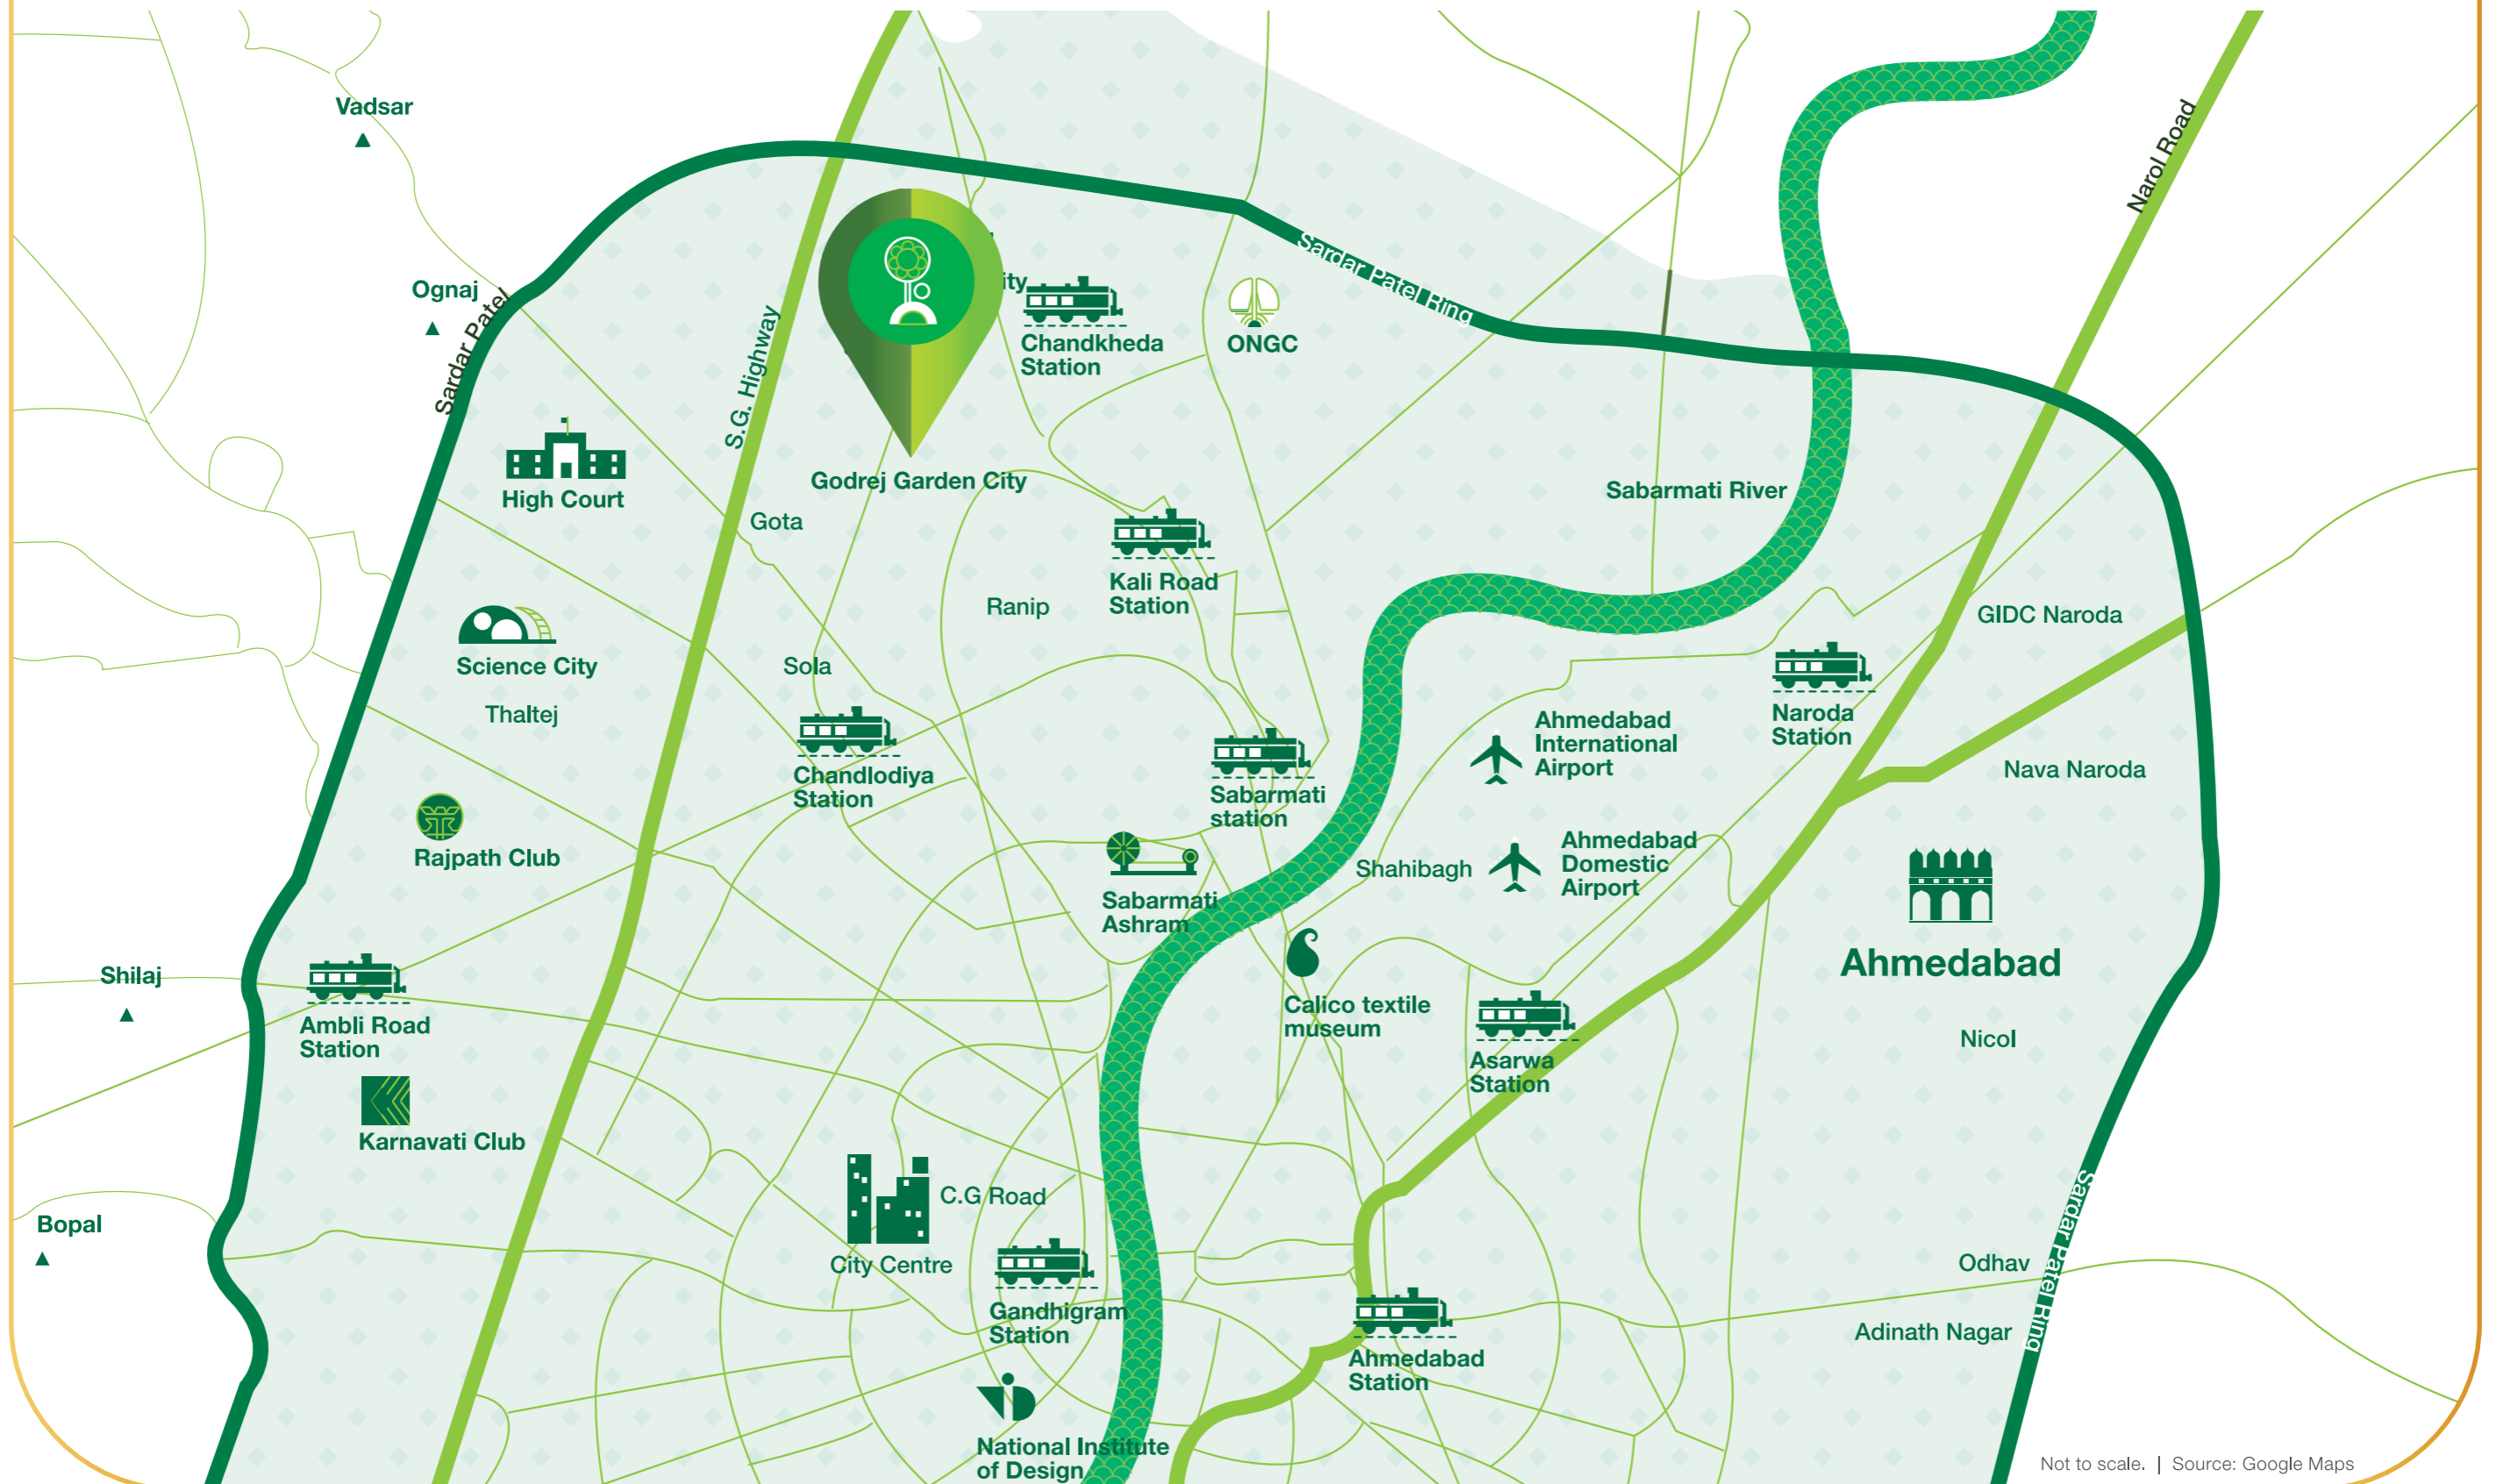 Vadsar
Narol Road
Sardar Patel Ring
Ognaj
Sardar Patel
S.G. Highway
ity
Chandkheda
Station
ONGC
High Court
Godrej Garden City
Sabarmati River
Gota
Kali Road
Station
Ranip
GIDC Naroda
Science City
Sola
Thaltej
Naroda
Station
Ahmedabad
International
Airport
Chandlodiya
Station
Sabarmati
station
Nava Naroda
Rajpath Club
Shahibagh
Ahmedabad
Domestic
Airport
Sabarmati
Ashram
Ahmedabad
Shilaj
Calico textile
museum
Ambli Road
Station
Nicol
Asarwa
Station
Karnavati Club
C.G Road
Bopal
City Centre
Odhav
Sardar Patel Ring
Gandhigram
Station
Adinath Nagar
Ahmedabad
Station
National Institute
of Design
Not to scale. | Source: Google Maps